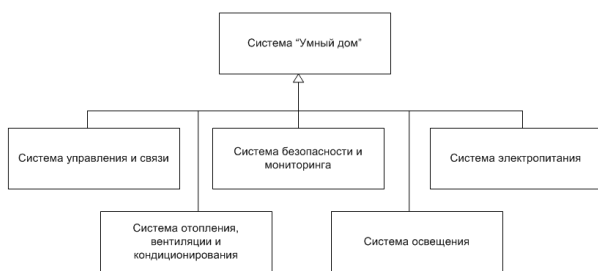 Система “Умный дом”
Система управления и связи
Система безопасности и
мониторинга
Система электропитания
Система отопления,
вентиляции и
кондиционирования
Система освещения